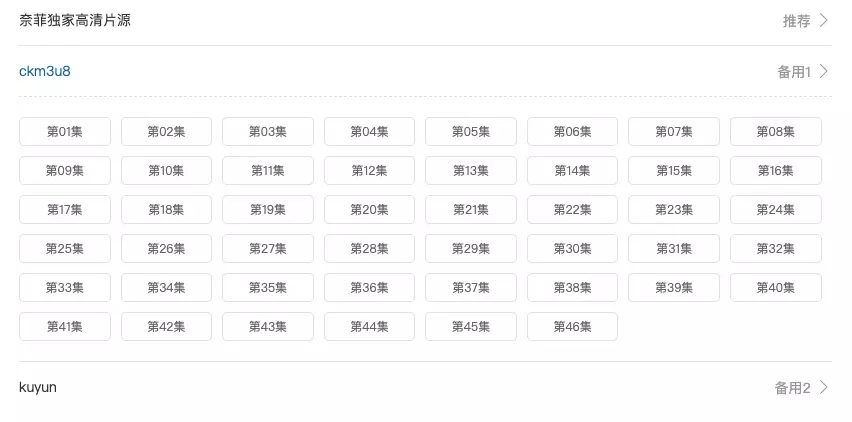 奈菲独家高清片源 推荐
ckm3u8 备用1
第01集 第02集 第03集 第04集 第05集 第06集 第07集 第08集
第09集 第10集 第11集 第12集 第13集 第14集 第15集 第16集
第17集 第18集 第19集 第20集 第21集 第22集 第23集 第24集
第25集 第26集 第27集 第28集 第29集 第30集 第31集 第32集
第33集 第34集 第35集 第36集 第37集 第38集 第39集 第40集
第41集 第42集 第43集 第44集 第45集 第46集
kuyun 备用2